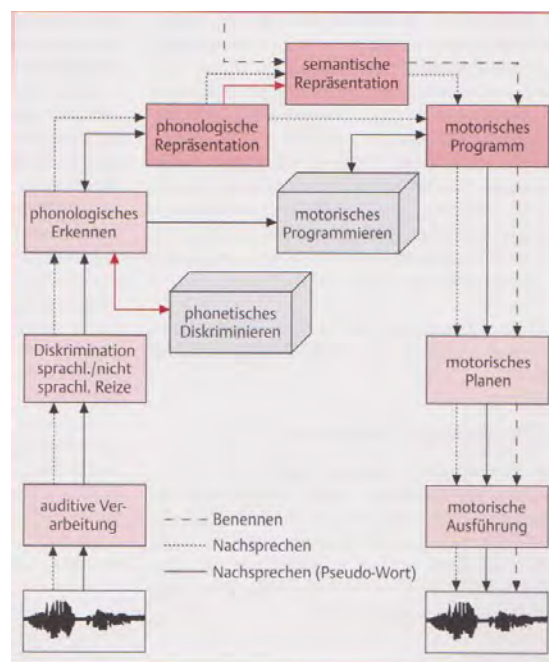 semantische
Repräsentation
phonologische
Repräsentation
motorisches
Programm
phonologisches
Erkennen
motorisches
Programmieren
phonetisches
Diskriminieren
Diskrimination
sprachl./nicht
sprachl. Reize
motorisches
Planen
auditive Ver-
arbeitung
motorische
Ausführung
Benennen
Nachsprechen
Nachsprechen (Pseudo-Wort)